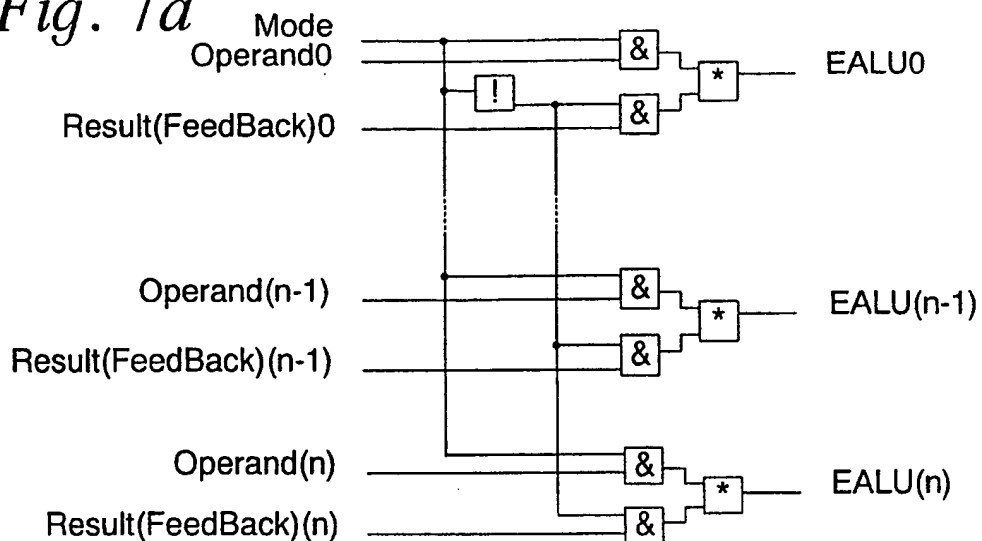 Fig. 7a
Mode
Operand0
&
EALU0
*
!
Result(FeedBack)0
&
Operand(n-1)
&
EALU(n-1)
*
Result(FeedBack)(n-1)
&
Operand(n)
&
EALU(n)
*
Result(FeedBack)(n)
&